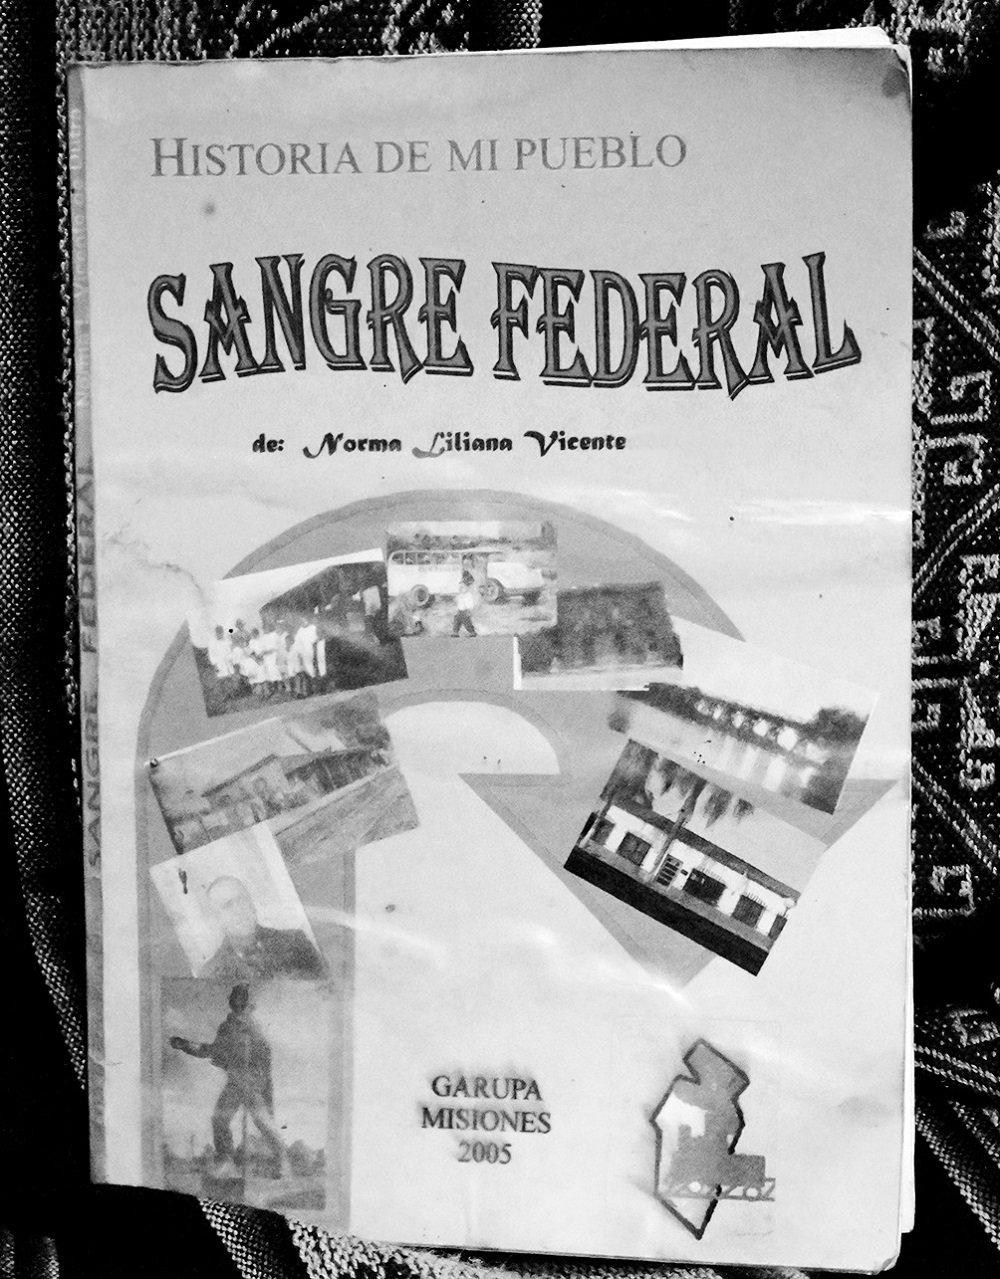 HISTORIA DE MI PUEBLO
SANGRE FEDERAL
de: Norma Liliana Vicente
GARUPA
MISIONES
2005
SANGRE FEDERAL